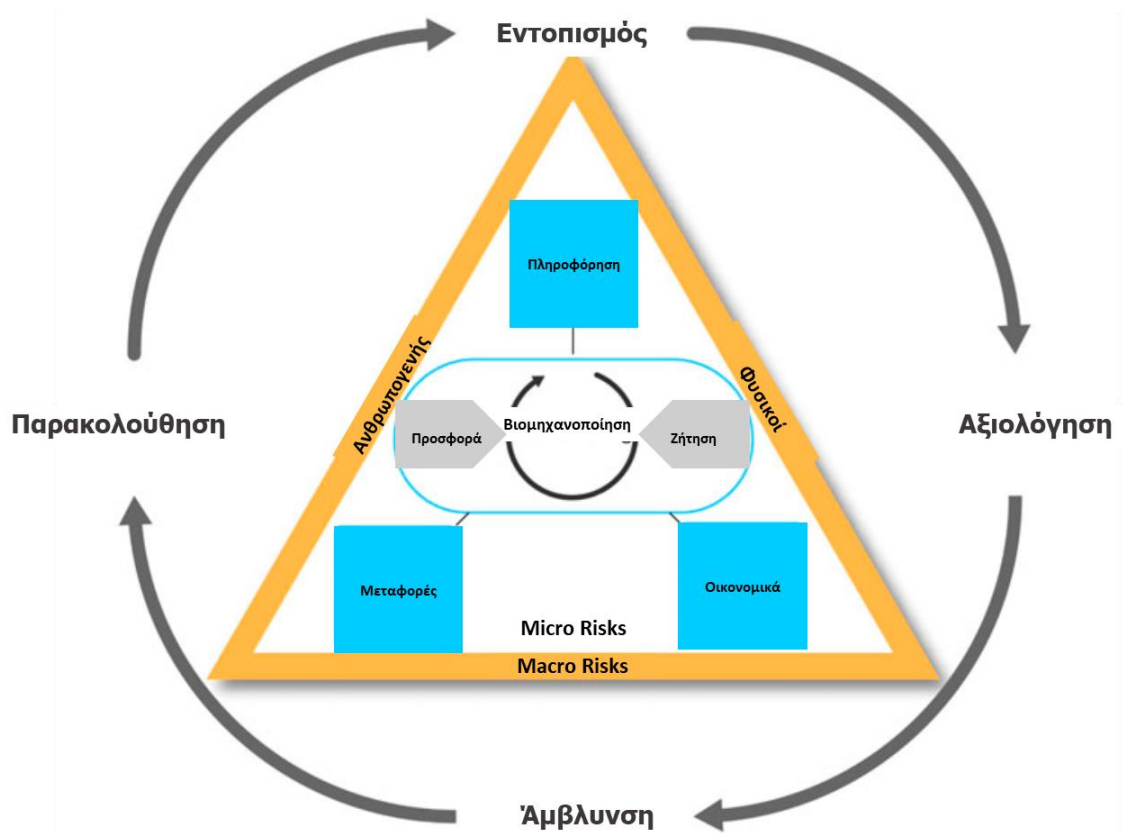 Εντοπισμός
Πληροφόρηση
Ανθρωπογενής
Φυσικοί
Παρακολούθηση
Προσφορά
Βιομηχανοποίηση
Ζήτηση
Αξιολόγηση
Μεταφορές
Οικονομικά
Micro Risks
Macro Risks
Άμβλυνση